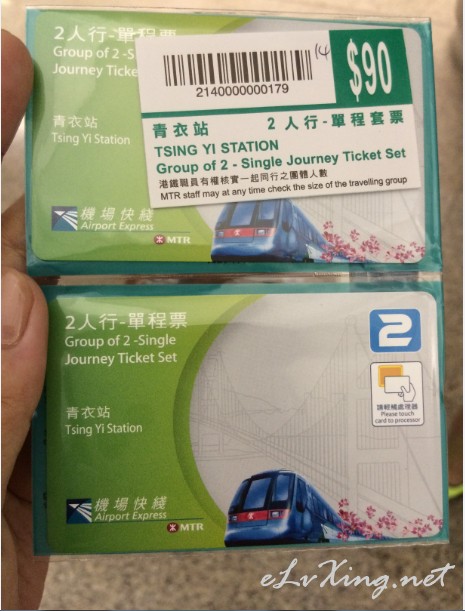 2人行-單程票
Group of 2 -S
Journey Ticke
青衣站
Tsing Yi Station
機場快綫
Airport Express
MTR
14
$90
2140000000179
青衣站 2人行-單程套票
TSING YI STATION
Group of 2 - Single Journey Ticket Set
港鐵職員有權核實一起同行之團體人數
MTR staff may at any time check the size of the travelling group
2人行-單程票
Group of 2 -Single
Journey Ticket Set
2
請輕觸處理器
Please touch
card to processor
青衣站
Tsing Yi Station
機場快綫
Airport Express
MTR
eLvXing.net